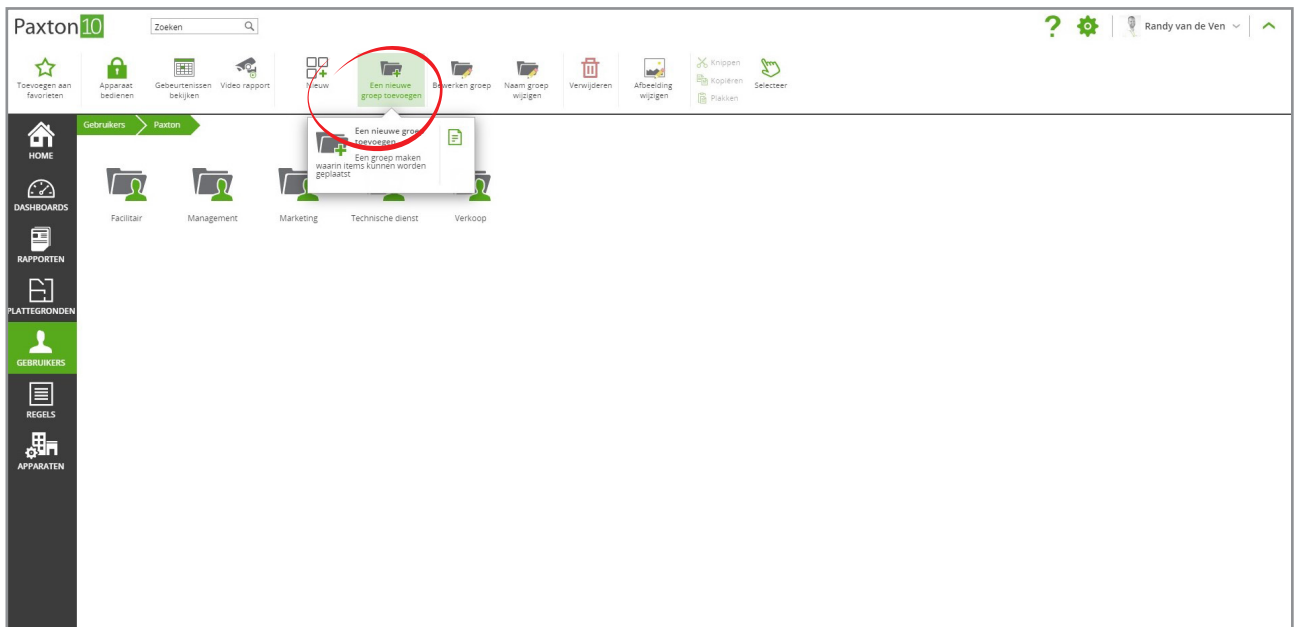 Paxton 10
Zoeken
Randy van de Ven
Toevoegen aan
favorieten
Apparaat
bedienen
Gebeurtenissen
bekijken
Video rapport
Nieuw
Een nieuwe
groep toevoegen
Bewerken groep
Naam groep
wijzigen
Verwijderen
Afbeelding
wijzigen
Knippen
Kopiëren
Plakken
Selecteer
Gebruikers
Paxton
Een nieuwe groep
toevoegen
Een groep maken
waarin items kunnen worden
geplaatst
HOME
DASHBOARDS
RAPPORTEN
PLATTEGRONDEN
GEBRUIKERS
REGELS
APPARATEN
Facilitair
Management
Marketing
Technische dienst
Verkoop